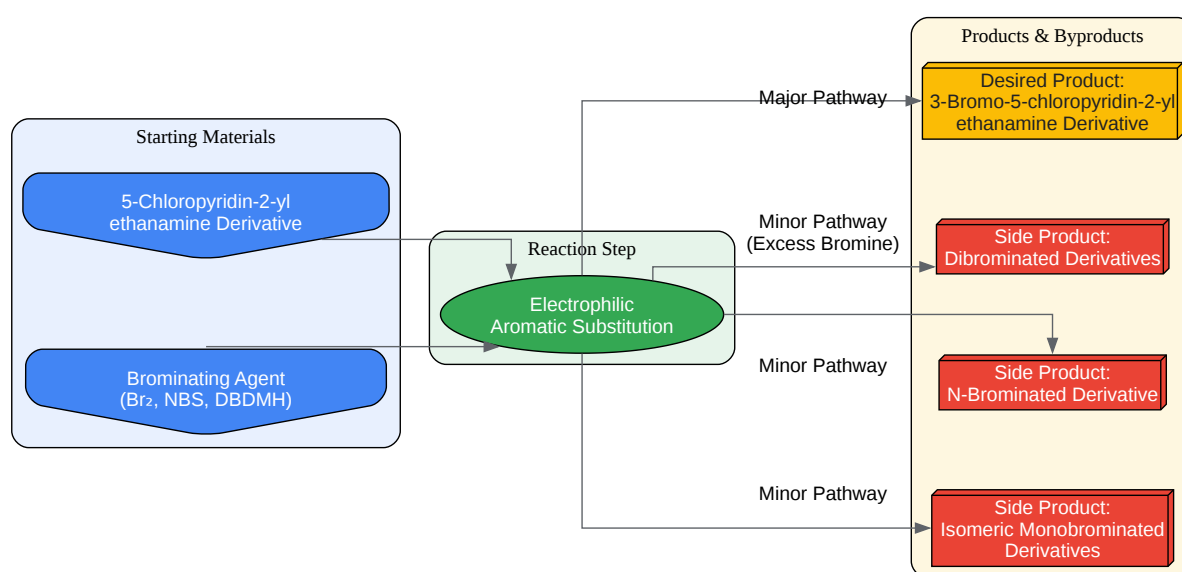 Starting Materials
5-Chloropyridin-2-yl
ethanamine Derivative
Brominating Agent
(Br₂, NBS, DBDMH)
Reaction Step
Electrophilic
Aromatic Substitution
Major Pathway
Minor Pathway
(Excess Bromine)
Minor Pathway
Minor Pathway
Products & Byproducts
Desired Product:
3-Bromo-5-chloropyridin-2-yl
ethanamine Derivative
Side Product:
Dibrominated Derivatives
Side Product:
N-Brominated Derivative
Side Product:
Isomeric Monobrominated
Derivatives